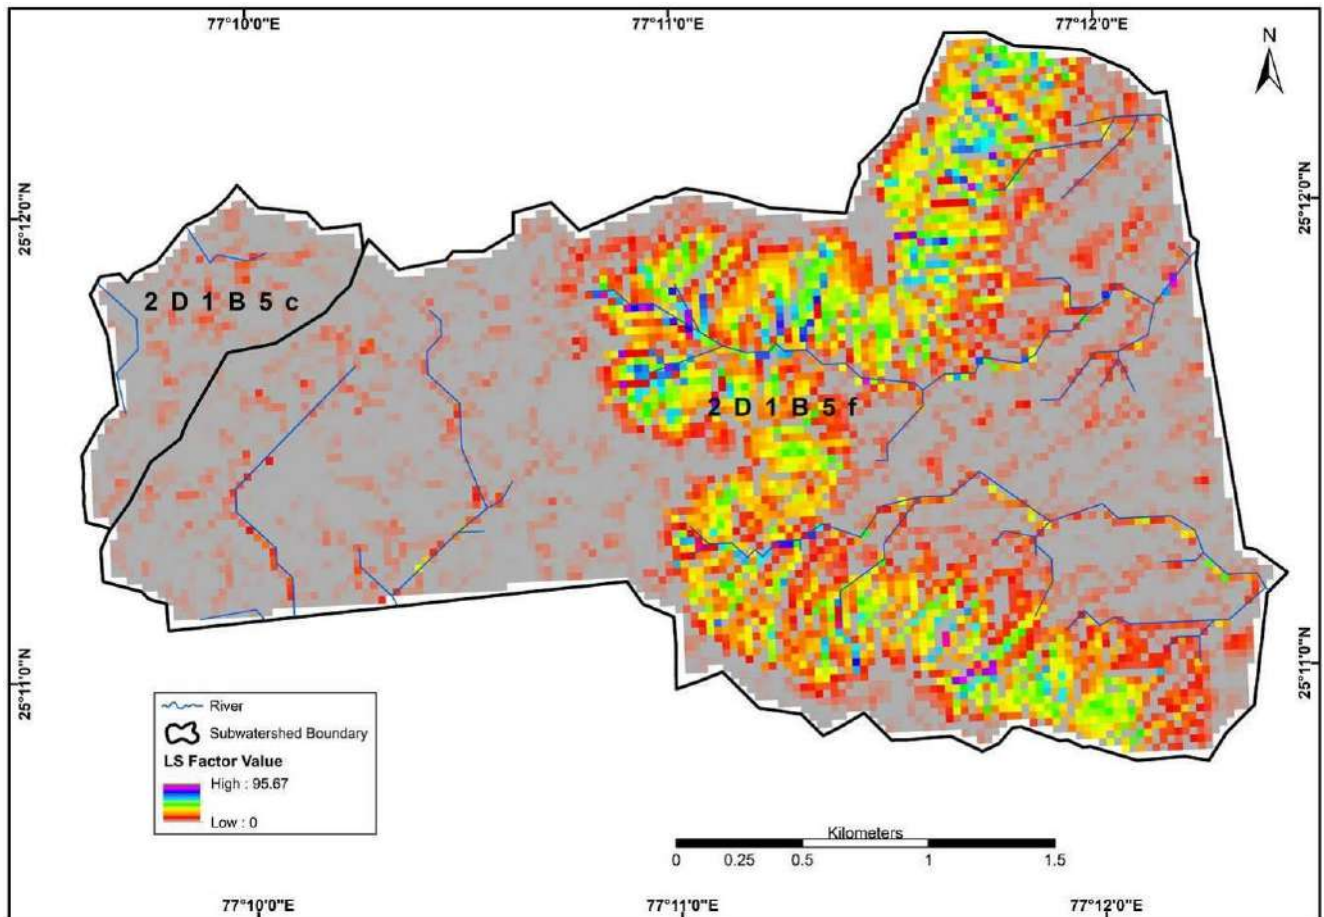 77°10'0"E 77°11'0"E 77°12'0"E
N
25°12'0"N 25°12'0"N
2 D 1 B 5 c
2 D 1 B 5 f
25°11'0"N 25°11'0"N
River
Subwatershed Boundary
LS Factor Value
High : 95.67
Low : 0
Kilometers
0 0.25 0.5 1 1.5
77°10'0"E 77°11'0"E 77°12'0"E